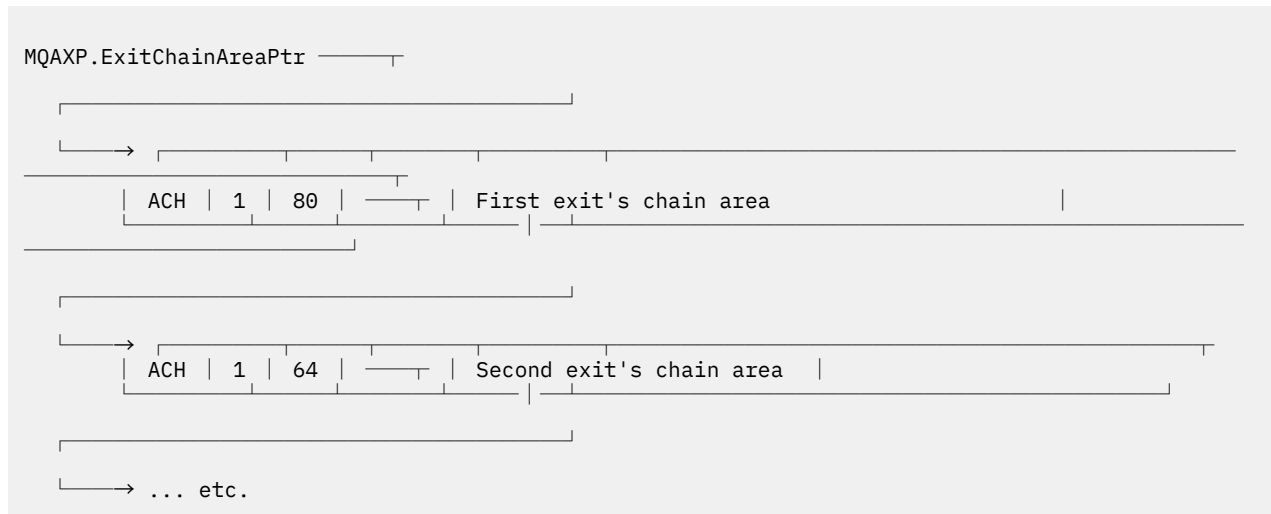 MQAXP.ExitChainAreaPtr
ACH 1 80 First exit's chain area
ACH 1 64 Second exit's chain area
... etc.